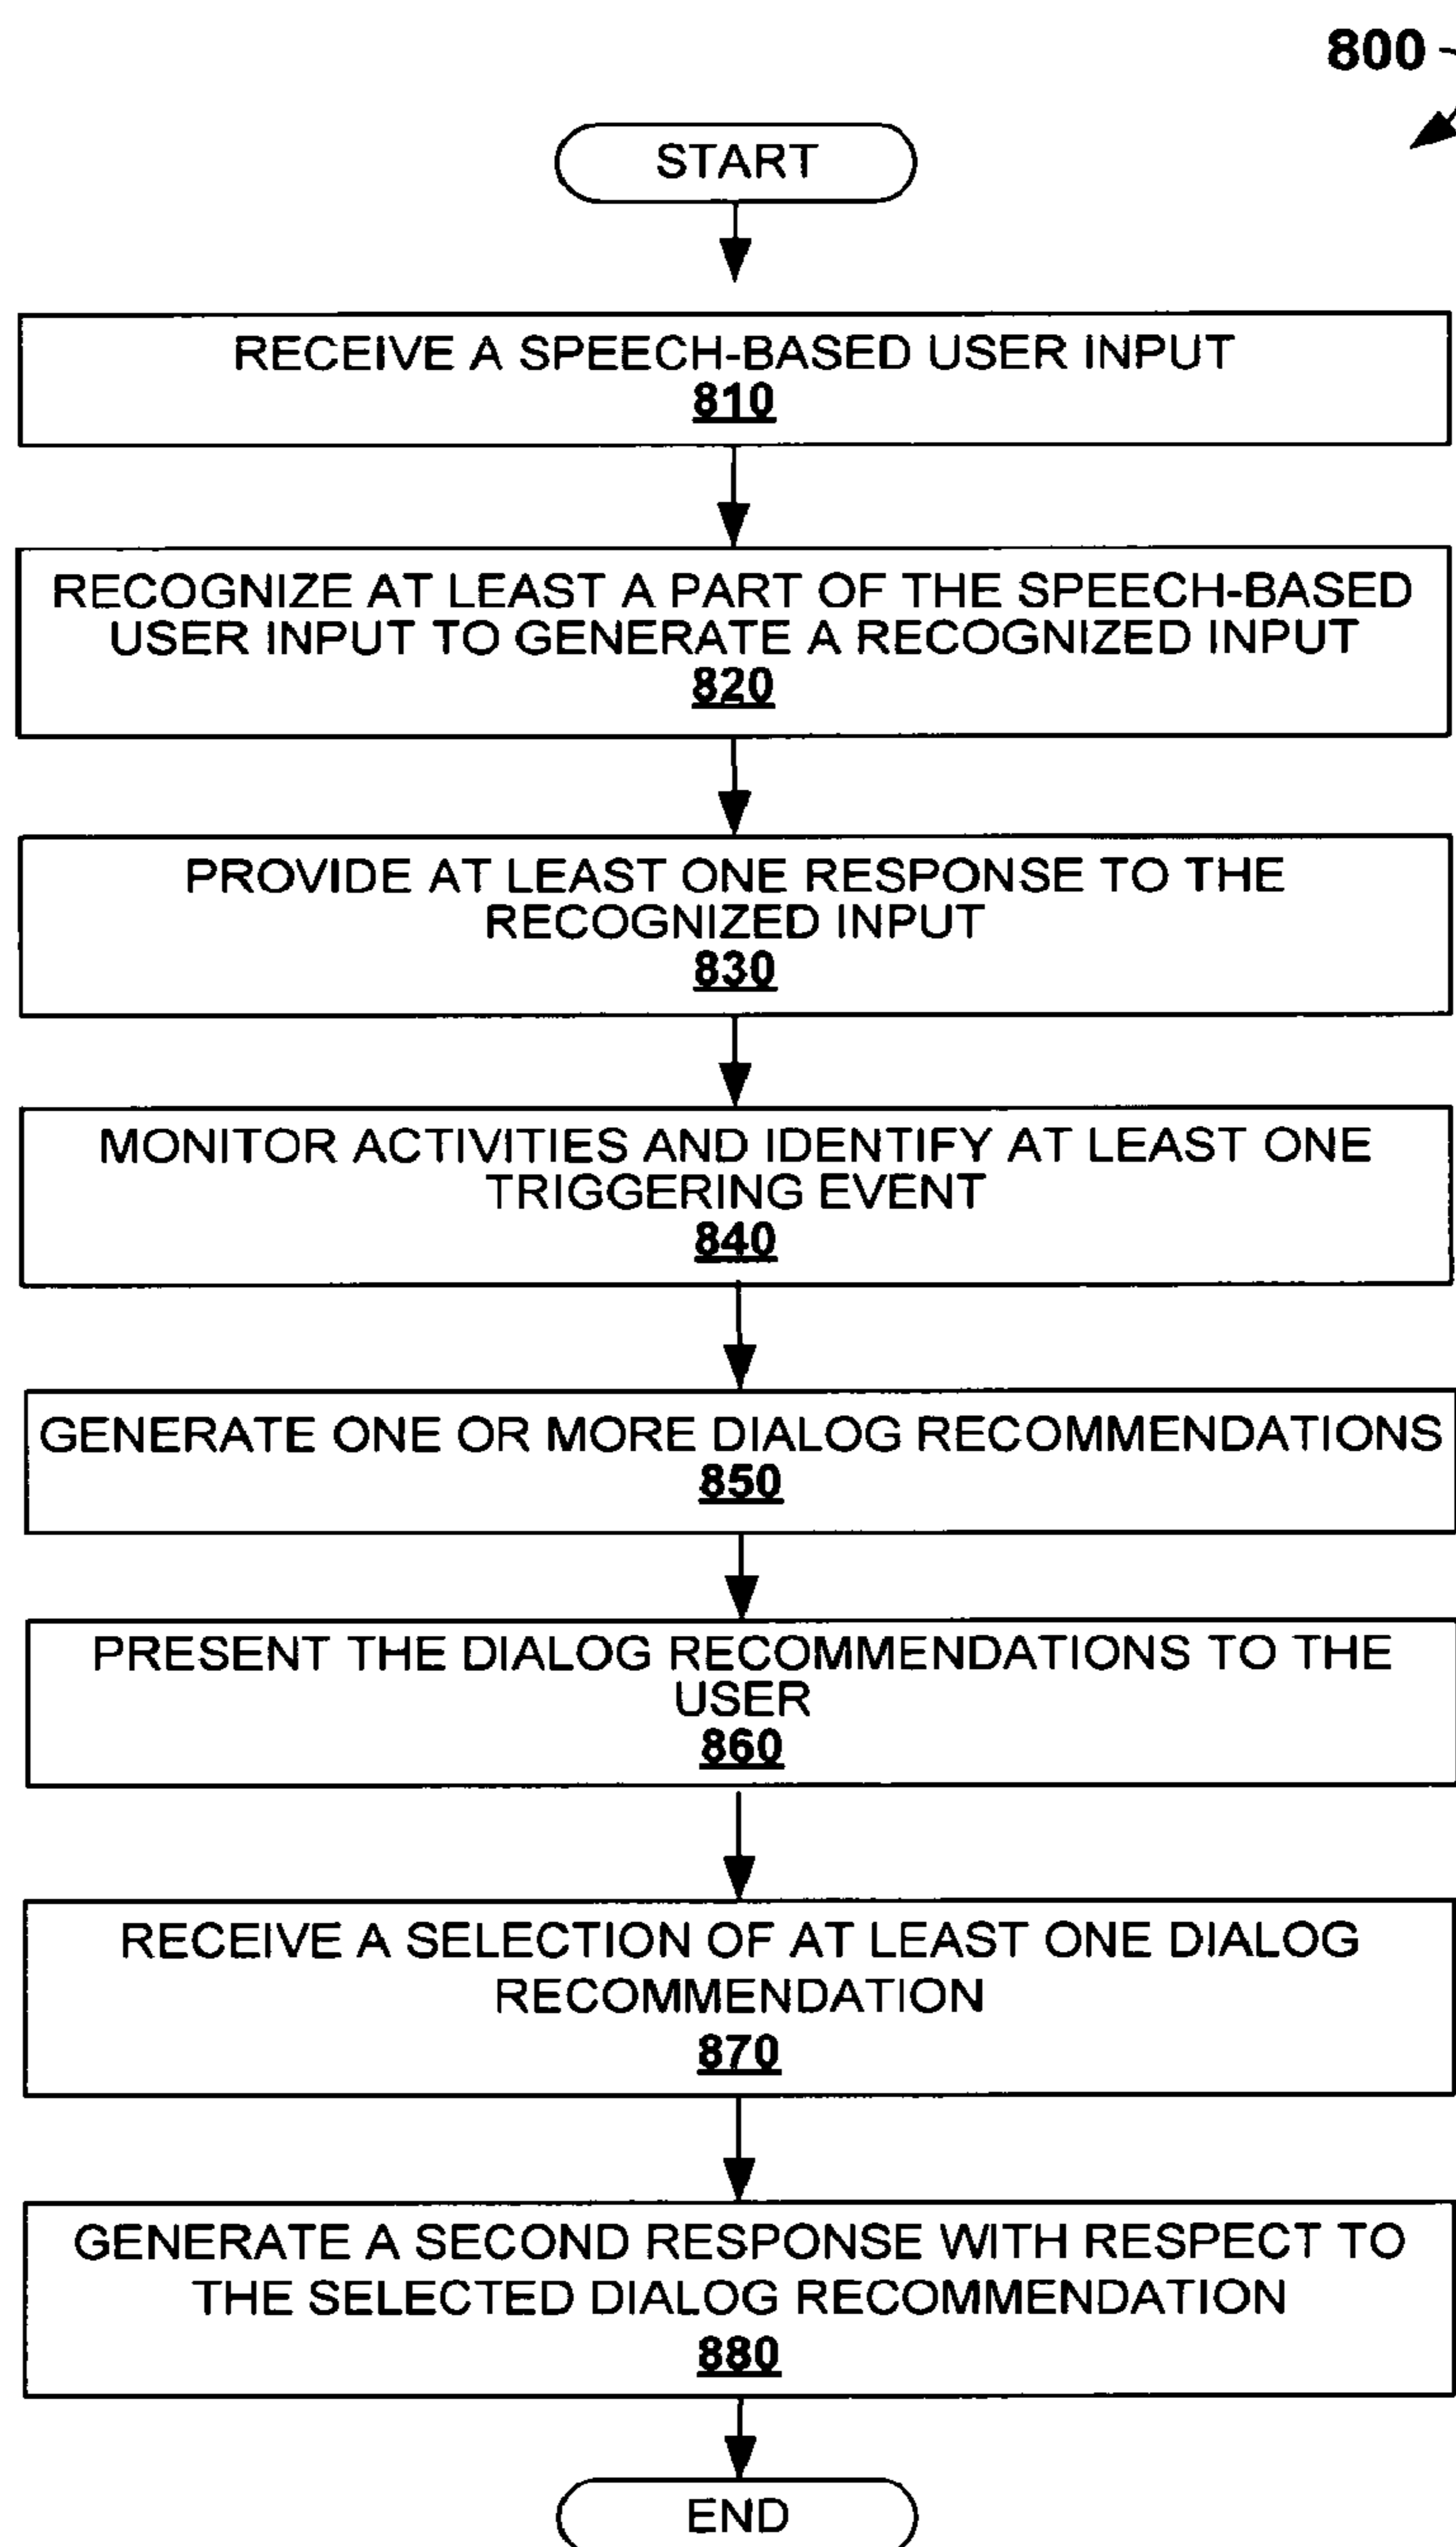 800
START
RECEIVE A SPEECH-BASED USER INPUT
810
RECOGNIZE AT LEAST A PART OF THE SPEECH-BASED
USER INPUT TO GENERATE A RECOGNIZED INPUT
820
PROVIDE AT LEAST ONE RESPONSE TO THE
RECOGNIZED INPUT
830
MONITOR ACTIVITIES AND IDENTIFY AT LEAST ONE
TRIGGERING EVENT
840
GENERATE ONE OR MORE DIALOG RECOMMENDATIONS
850
PRESENT THE DIALOG RECOMMENDATIONS TO THE
USER
860
RECEIVE A SELECTION OF AT LEAST ONE DIALOG
RECOMMENDATION
870
GENERATE A SECOND RESPONSE WITH RESPECT TO
THE SELECTED DIALOG RECOMMENDATION
880
END